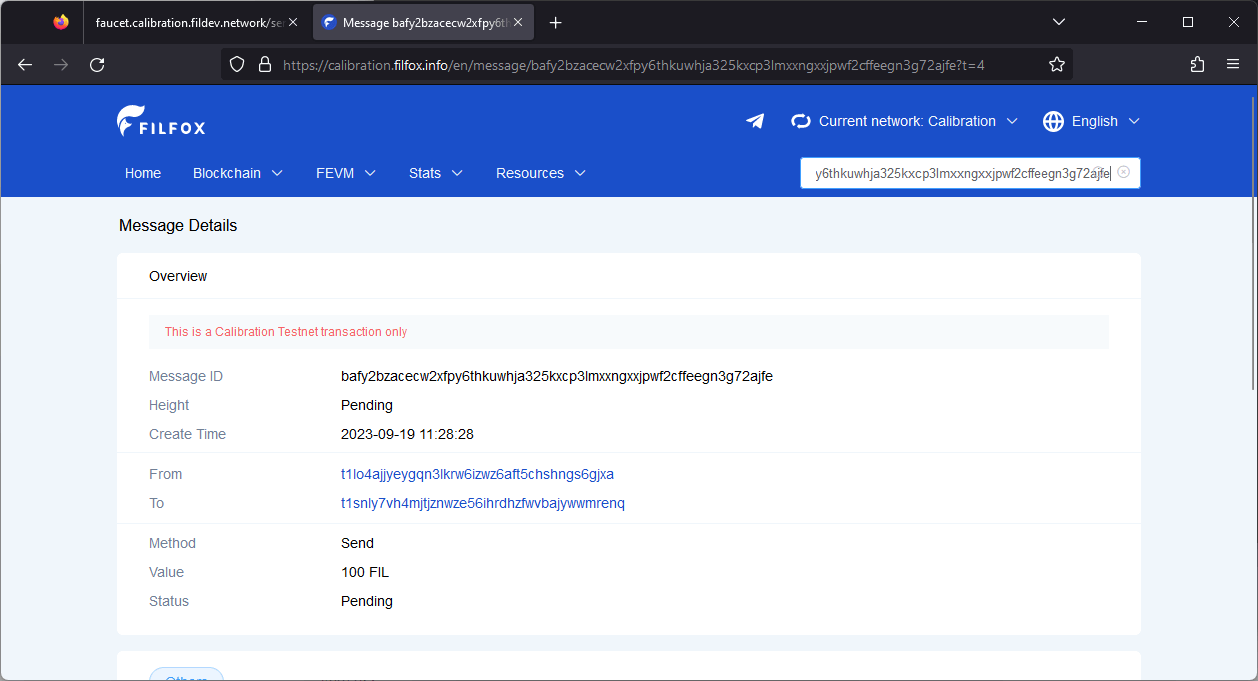 faucet.calibration.fildev.network/se
Message bafy2bzacecw2xfpy6th
https://calibration.filfox.info/en/message/bafy2bzacecw2xfpy6thkuwhja325kxcp3lmxxngxxjpwf2cffeegn3g72ajfe?t=4
FILFOX
Current network: Calibration
English
Home Blockchain FEVM Stats Resources
y6thkuwhja325kxcp3lmxxngxxjpwf2cffeegn3g72ajfe
Message Details
Overview
This is a Calibration Testnet transaction only
Message ID bafy2bzacecw2xfpy6thkuwhja325kxcp3lmxxngxxjpwf2cffeegn3g72ajfe
Height Pending
Create Time 2023-09-19 11:28:28
From t1lo4ajjyeygqn3lkrw6izwz6aft5chshngs6gjxa
To t1snly7vh4mjtjznwze56ihrdhzfwvbajywwmrenq
Method Send
Value 100 FIL
Status Pending